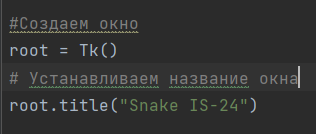 #Создаем окно
root = Tk()
# Устанавливаем название окна
root.title("Snake IS-24")